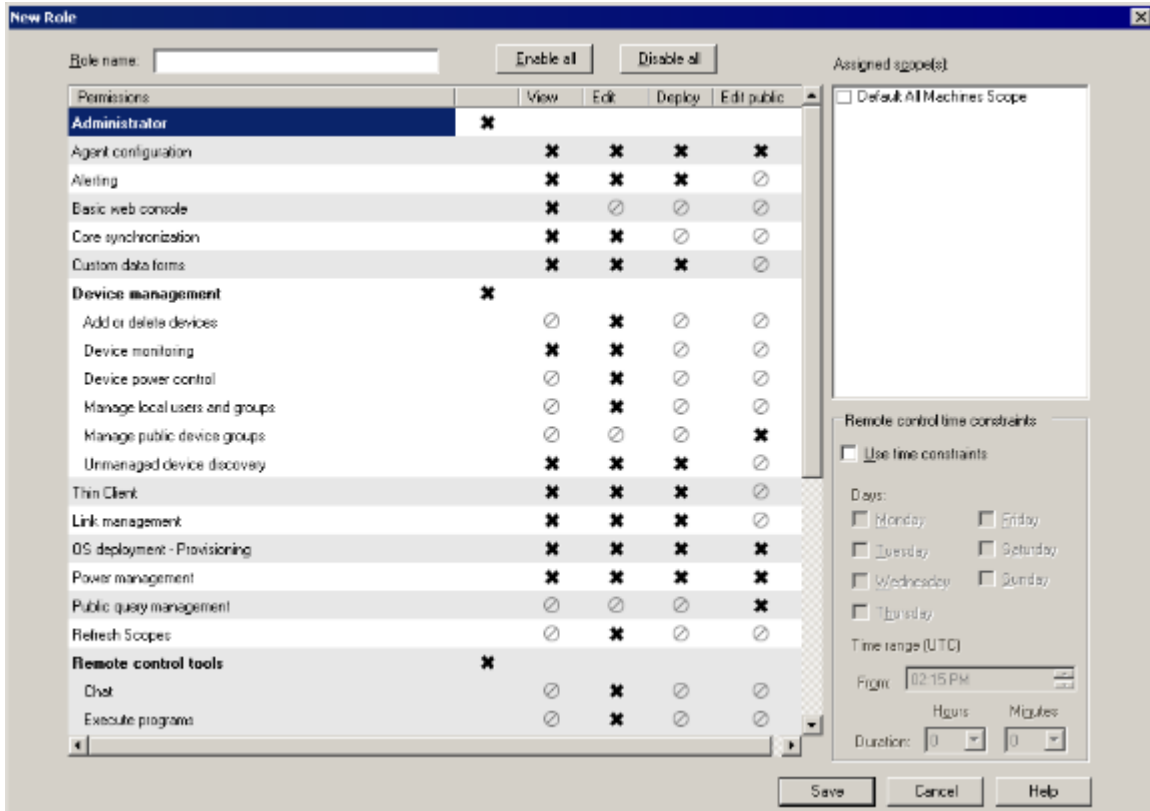 New Role
Role name:
Enable all
Disable all
Assigned scope(s):
Permissions View Edit Deploy Edit public
Default All Machines Scope
Administrator
Agent configuration
Alerting
Basic web console
Core synchronization
Custom data forms
Device management
Add or delete devices
Device monitoring
Device power control
Manage local users and groups
Manage public device groups
Unmanaged device discovery
Thin Client
Link management
OS deployment - Provisioning
Power management
Public query management
Refresh Scopes
Remote control tools
Chat
Execute programs
Remote control time constraints
Use time constraints
Days:
Monday Friday
Tuesday Saturday
Wednesday Sunday
Thursday
Time range (UTC)
From: 02:15 PM
Hours Minutes
Duration: 0 0
Save Cancel Help